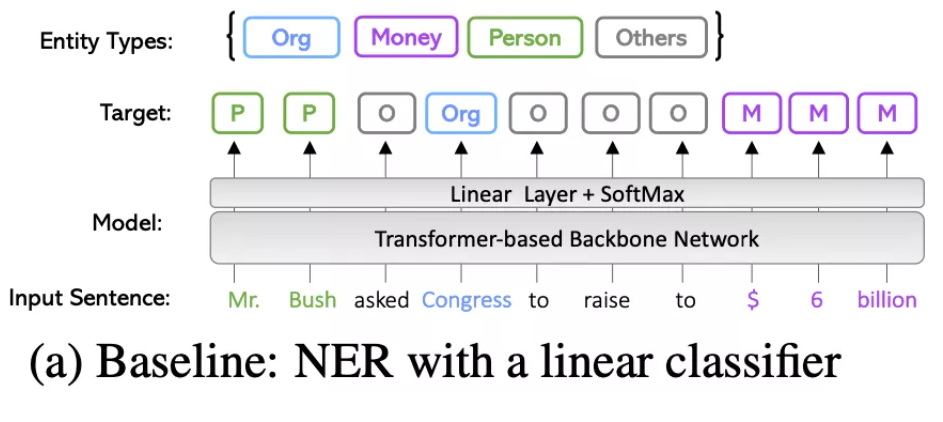 Entity Types: { Org Money Person Others }
Target: P P O Org O O O M M M
Linear Layer + SoftMax
Model:
Transformer-based Backbone Network
Input Sentence: Mr. Bush asked Congress to raise to $ 6 billion
(a) Baseline: NER with a linear classifier